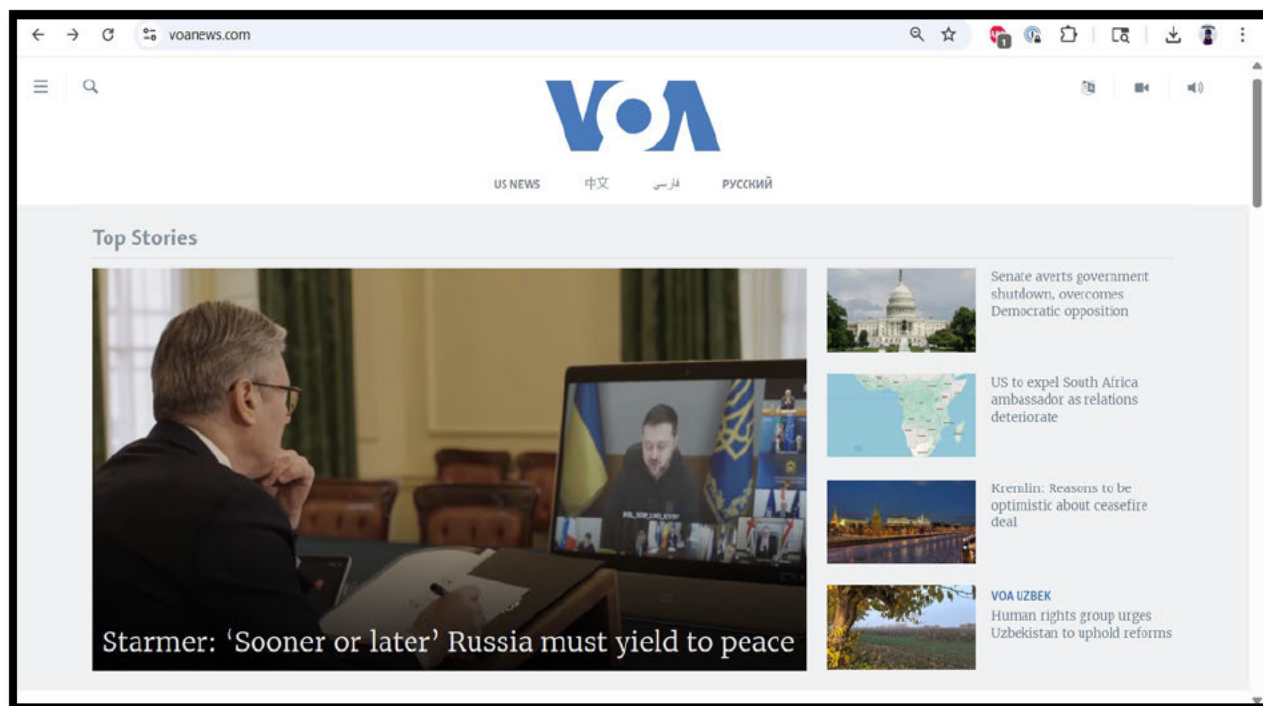 voanews.com
1
VOA
US NEWS 中文 فارسی РУССКИЙ
Top Stories
Starmer: ‘Sooner or later’ Russia must yield to peace
Senate averts government
shutdown, overcomes
Democratic opposition
US to expel South Africa
ambassador as relations
deteriorate
Kremlin: Reasons to be
optimistic about ceasefire
deal
VOA UZBEK
Human rights group urges
Uzbekistan to uphold reforms